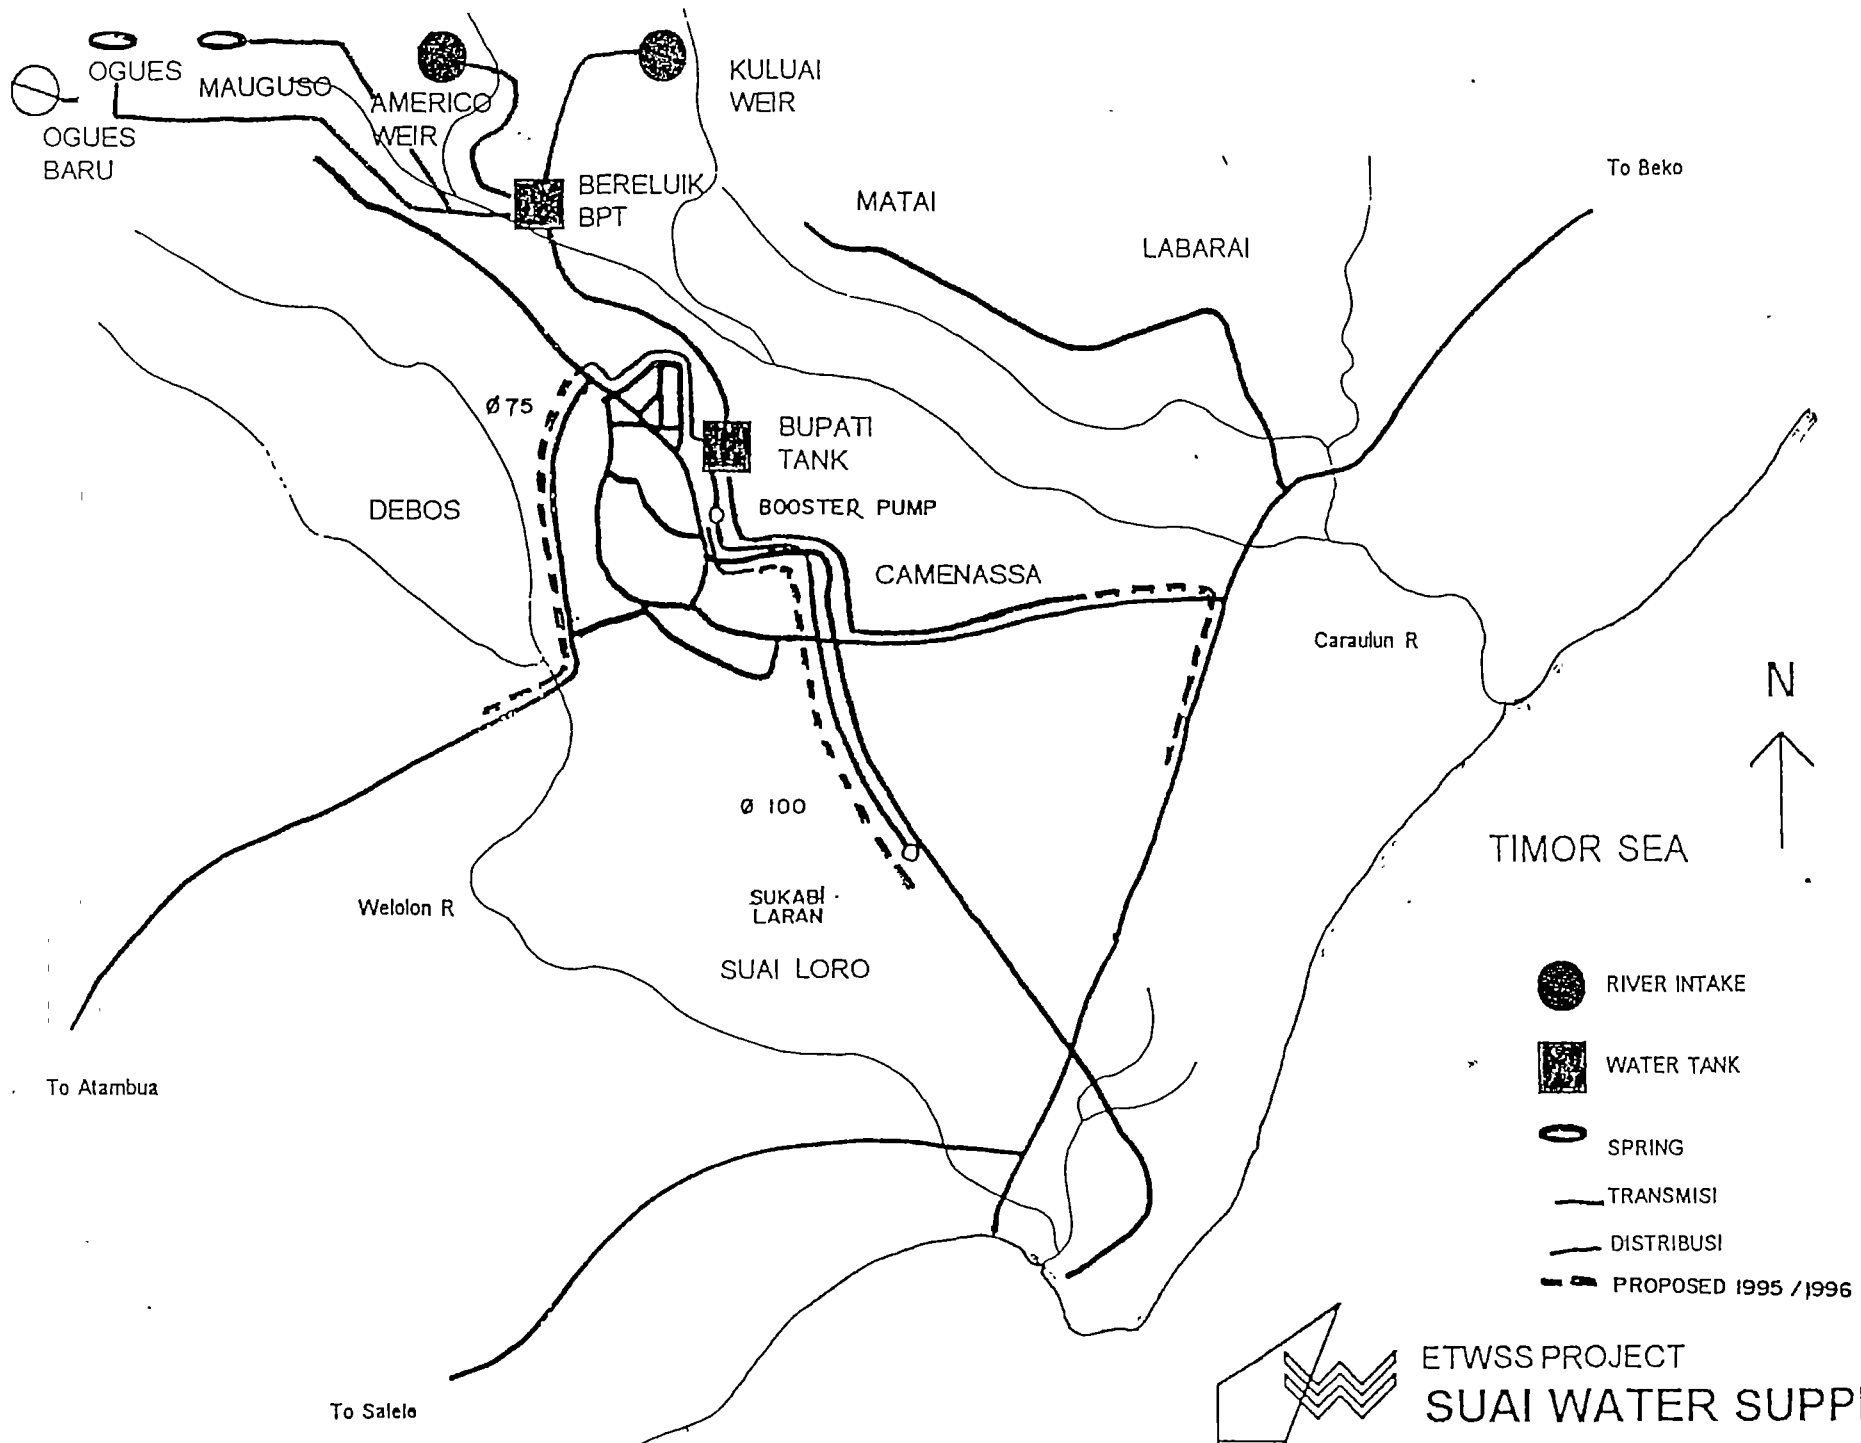 OGUES
MAUGUSO
OGUES
BARU
AMERICO
WEIR
KULUAI
WEIR
BERELUIK
BPT
MATAI
LABARAI
To Beko
Ø75
BUPATI
TANK
BOOSTER PUMP
DEBOS
CAMENASSA
Caraulun R
N
Ø 100
TIMOR SEA
Welolon R
SUKABI
LARAN
SUAI LORO
RIVER INTAKE
WATER TANK
To Atambua
SPRING
TRANSMISI
DISTRIBUSI
PROPOSED 1995/1996
ETWSS PROJECT
SUAI WATER SUPP
To Salele